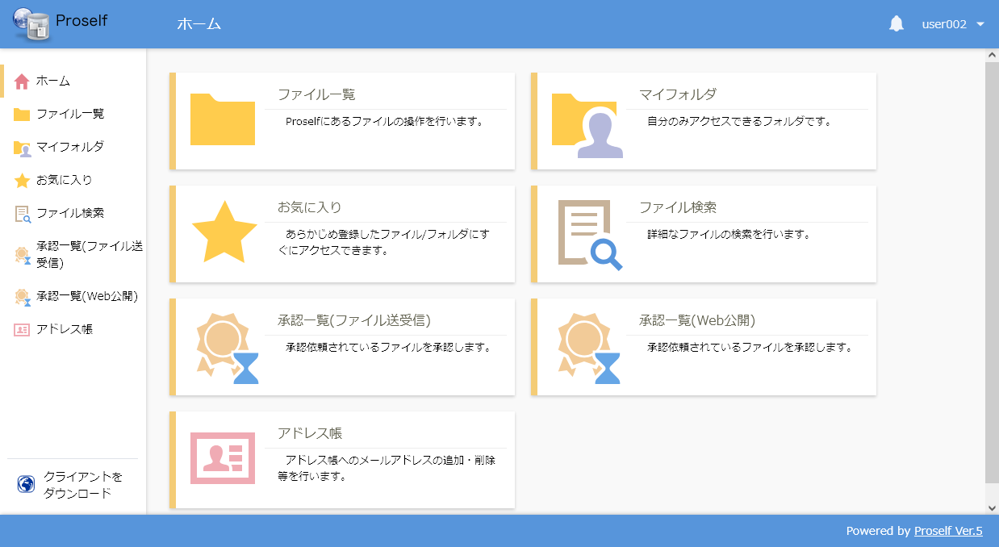 Proself
ホーム
user002
ホーム
ファイル一覧
マイフォルダ
お気に入り
ファイル検索
承認一覧(ファイル送
受信)
承認一覧(Web公開)
アドレス帳
クライアントを
ダウンロード
ファイル一覧
Proselfにあるファイルの操作を行います。
マイフォルダ
自分のみアクセスできるフォルダです。
お気に入り
あらかじめ登録したファイル/フォルダにす
ぐにアクセスできます。
ファイル検索
詳細なファイルの検索を行います。
承認一覧(ファイル送受信)
承認依頼されているファイルを承認します。
承認一覧(Web公開)
承認依頼されているファイルを承認します。
アドレス帳
アドレス帳へのメールアドレスの追加・削除
等を行います。
Powered by Proself Ver.5